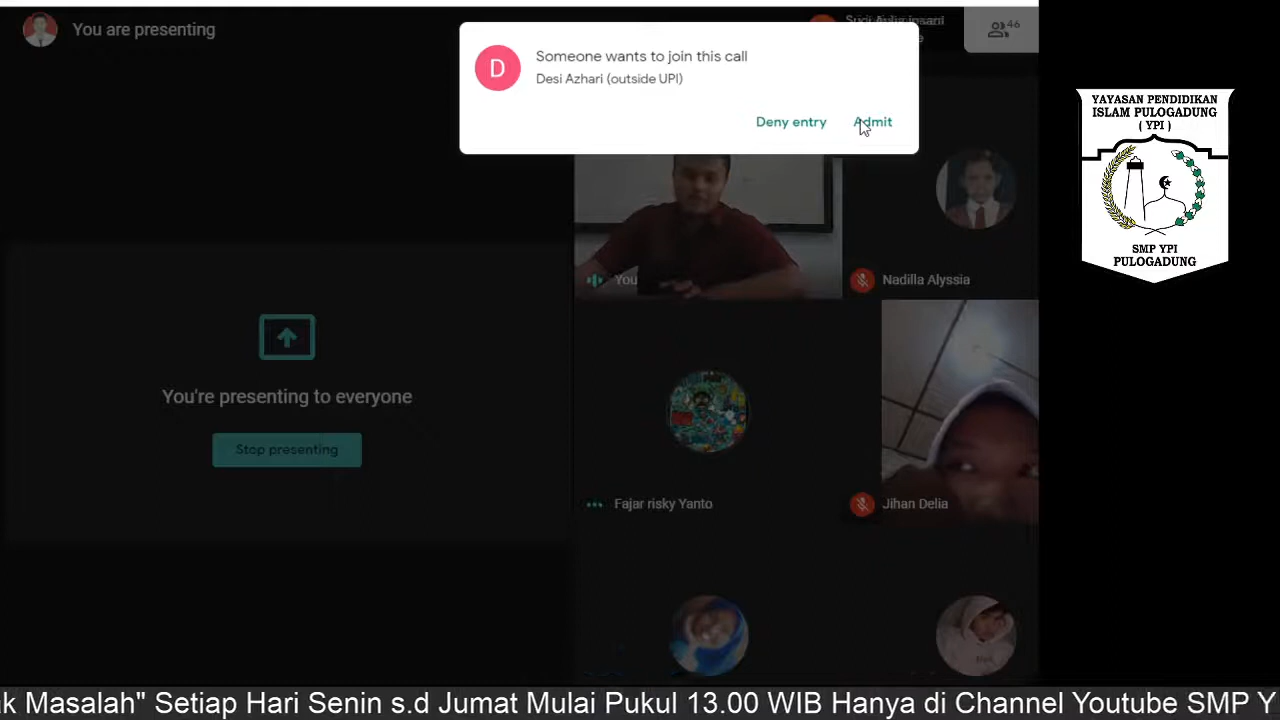 You are presenting
46
D
Someone wants to join this call
Desi Azhari (outside UPI)
Deny entry
Admit
You
Nadilla Alyssia
You're presenting to everyone
Stop presenting
Fajar risky Yanto
Jihan Delia
YAYASAN PENDIDIKAN
ISLAM PULOGADUNG
( YPI )
SMP YPI
PULOGADUNG
Masalah" Setiap Hari Senin s.d Jumat Mulai Pukul 13.00 WIB Hanya di Channel Youtube SMP Y